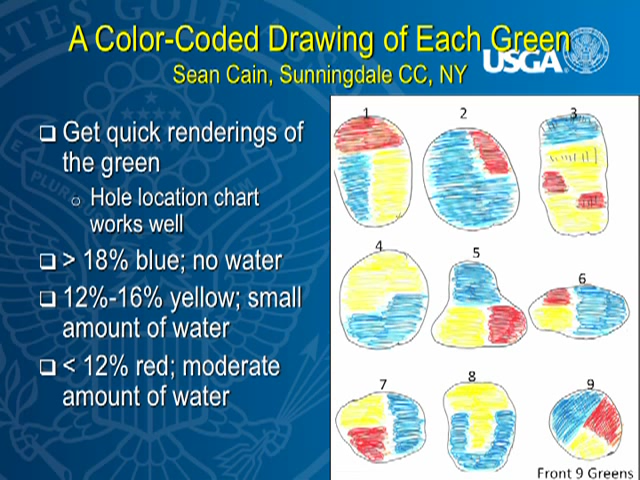 A Color-Coded Drawing of Each Green
Sean Cain, Sunningdale CC, NY
USGA
Get quick renderings of
the green
Hole location chart
works well
> 18% blue; no water
12%-16% yellow; small
amount of water
< 12% red; moderate
amount of water
1 2 3
4 5 6
7 8 9
Front 9 Greens